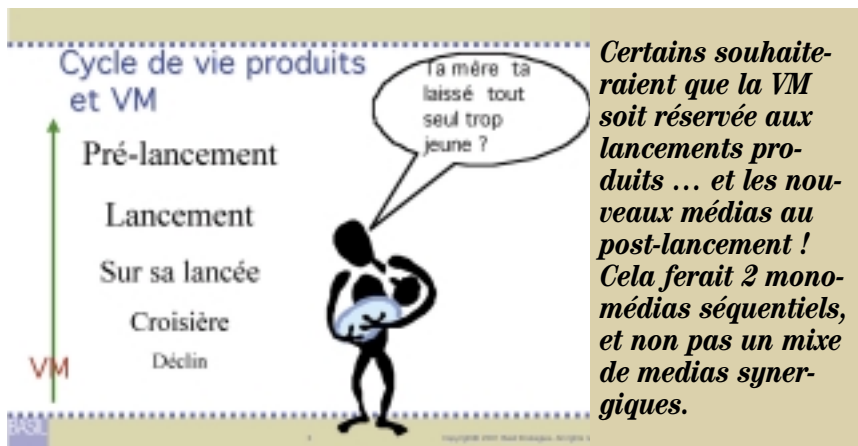 Cycle de vie produits
et VM
Ta mère ta
laissé tout
seul trop
jeune ?
Pré-lancement
Lancement
Sur sa lancée
Croisière
Déclin
VM
BASIL
Certains souhaite-
raient que la VM
soit réservée aux
lancements pro-
duits … et les nou-
veaux médias au
post-lancement !
Cela ferait 2 mono-
médias séquentiels,
et non pas un mixe
de medias syner-
giques.